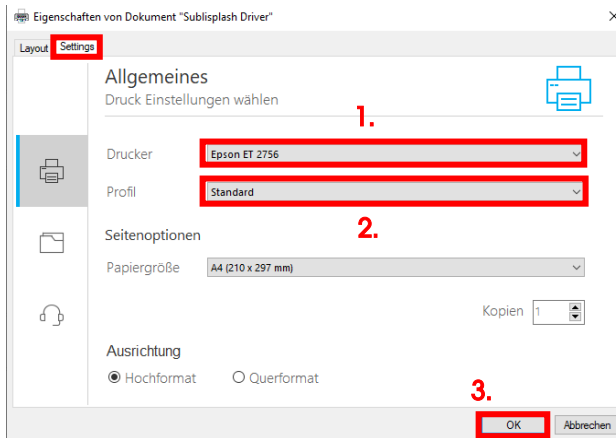 Eigenschaften von Dokument "Sublisplash Driver"
Layout Settings
Allgemeines
Druck Einstellungen wählen
1.
Drucker Epson ET 2756
Profil Standard
2.
Seitenoptionen
Papiergröße A4 (210 x 297 mm)
Kopien 1
Ausrichtung
Hochformat Querformat
3.
OK Abbrechen